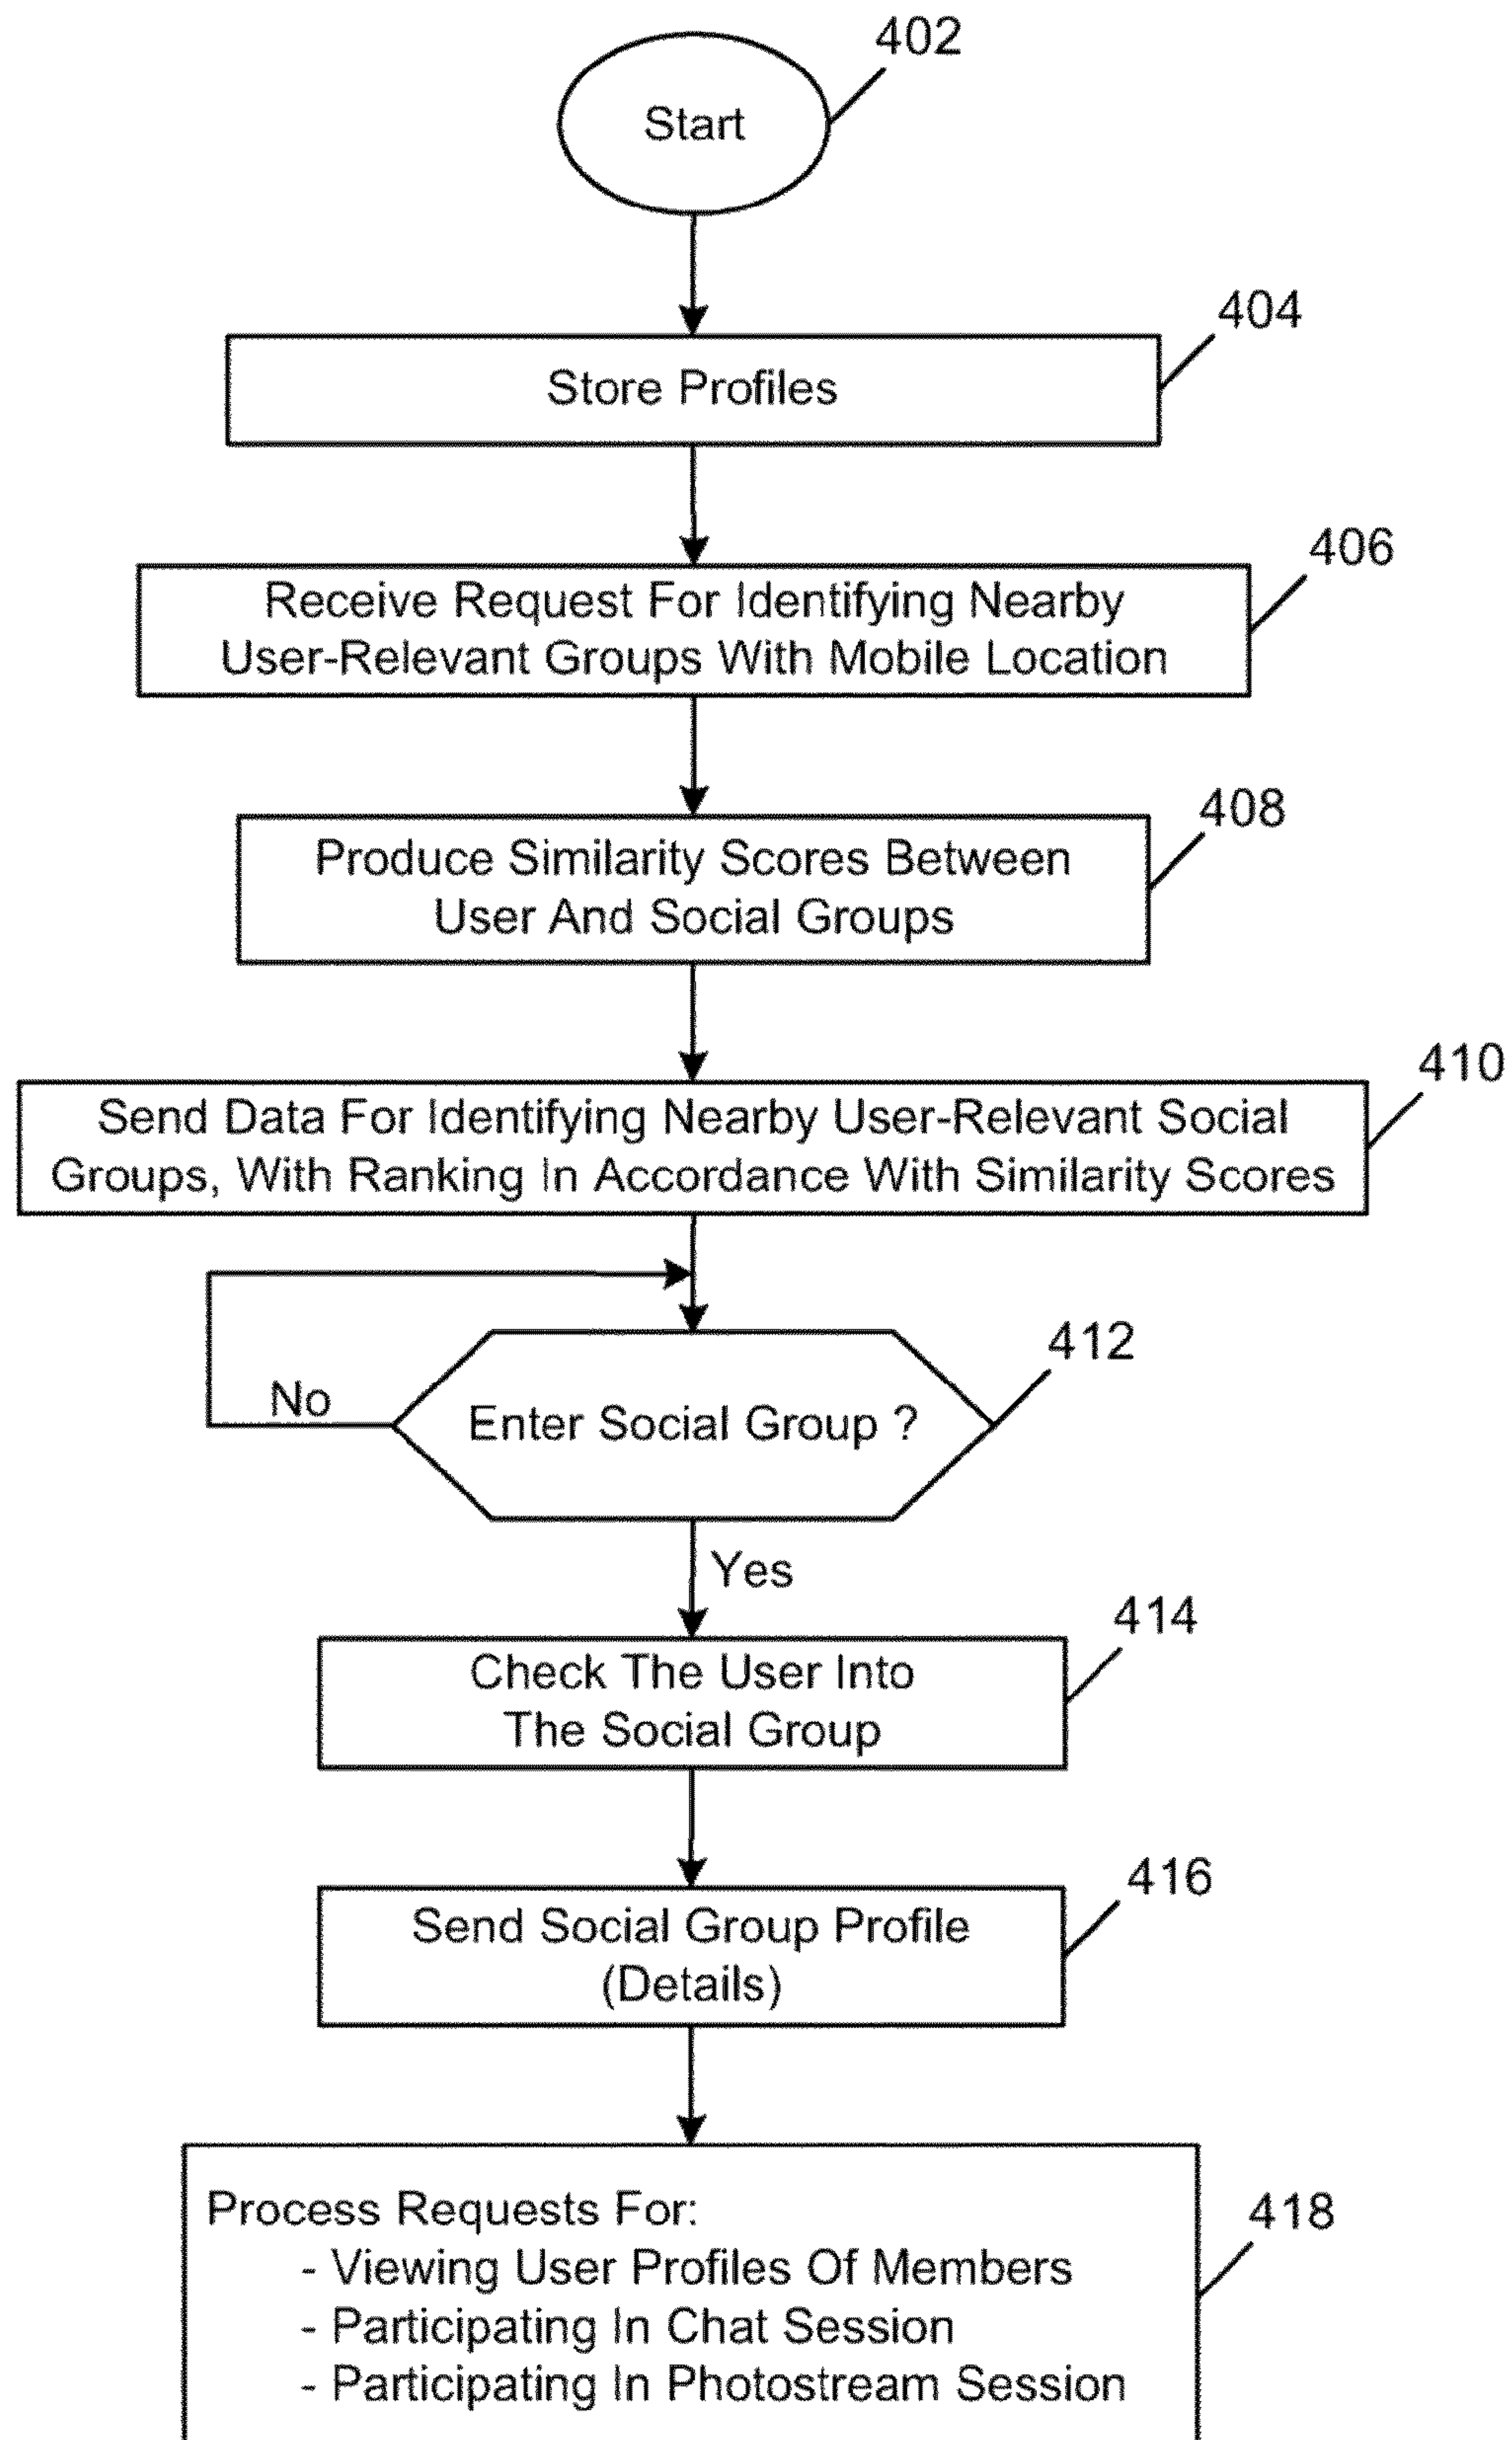 402
Start
404
Store Profiles
406
Receive Request For Identifying Nearby
User-Relevant Groups With Mobile Location
408
Produce Similarity Scores Between
User And Social Groups
410
Send Data For Identifying Nearby User-Relevant Social
Groups, With Ranking In Accordance With Similarity Scores
412
No
Enter Social Group ?
Yes
414
Check The User Into
The Social Group
416
Send Social Group Profile
(Details)
418
Process Requests For:
- Viewing User Profiles Of Members
- Participating In Chat Session
- Participating In Photostream Session